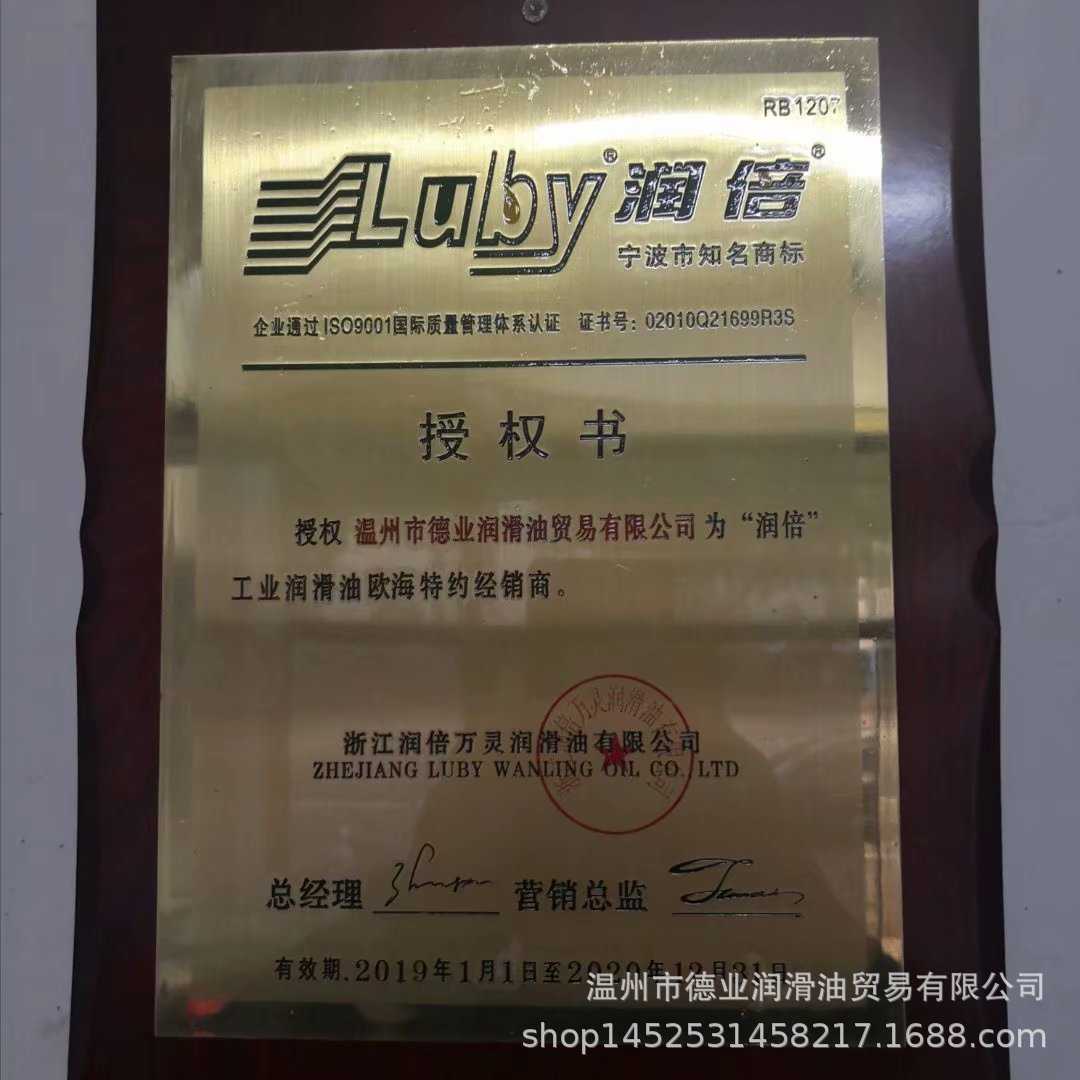 RB1207
Luby® 润倍®
宁波市知名商标
企业通过ISO9001国际质量管理体系认证 证书号：02010Q21699R3S
授权书
授权 温州市德业润滑油贸易有限公司 为“润倍”
工业润滑油欧海特约经销商。
浙江润倍万灵润滑油有限公司
ZHEJIANG LUBY WANLING OIL CO., LTD
总经理 营销总监
有效期.2019年1月1日至2020年12月31日
温州市德业润滑油贸易有限公司
shop1452531458217.1688.com